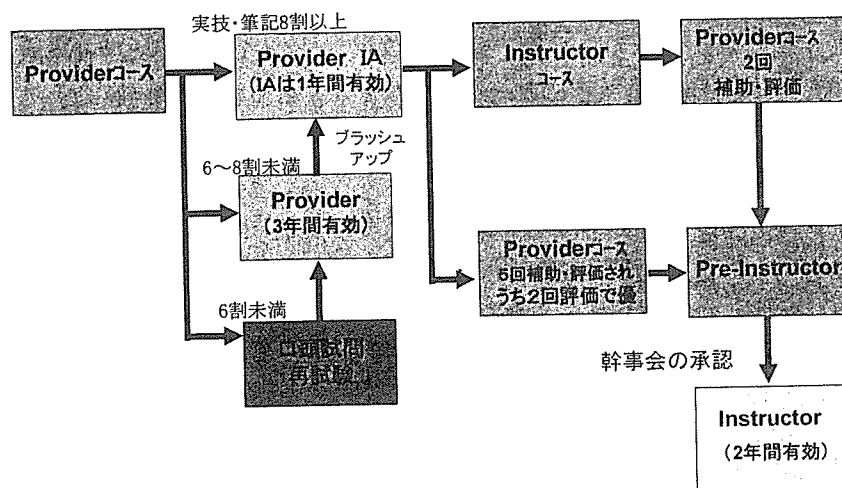 実技・筆記8割以上
Providerコース
Provider IA
(IAは1年間有効)
Instructor
コース
Providerコース
2回
補助・評価
ブラッシュ
アップ
6～8割未満
Provider
(3年間有効)
Providerコース
5回補助・評価され
うち2回評価で優
Pre-Instructor
6割未満
口頭試問
再試験
幹事会の承認
Instructor
(2年間有効)